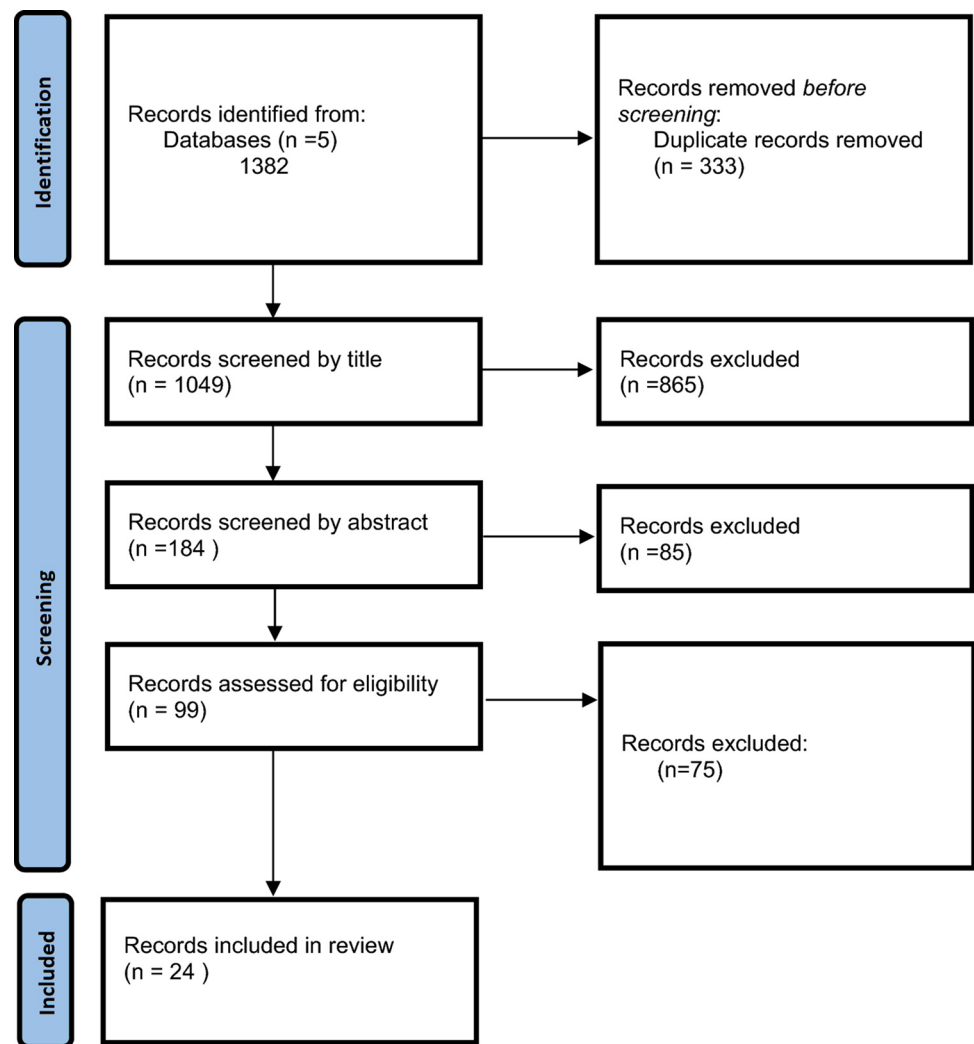 Identification
Records identified from:
Databases (n =5)
1382
Records removed before
screening:
Duplicate records removed
(n = 333)
Screening
Records screened by title
(n = 1049)
Records excluded
(n =865)
Records screened by abstract
(n =184 )
Records excluded
(n =85)
Records assessed for eligibility
(n = 99)
Records excluded:
(n=75)
Included
Records included in review
(n = 24 )